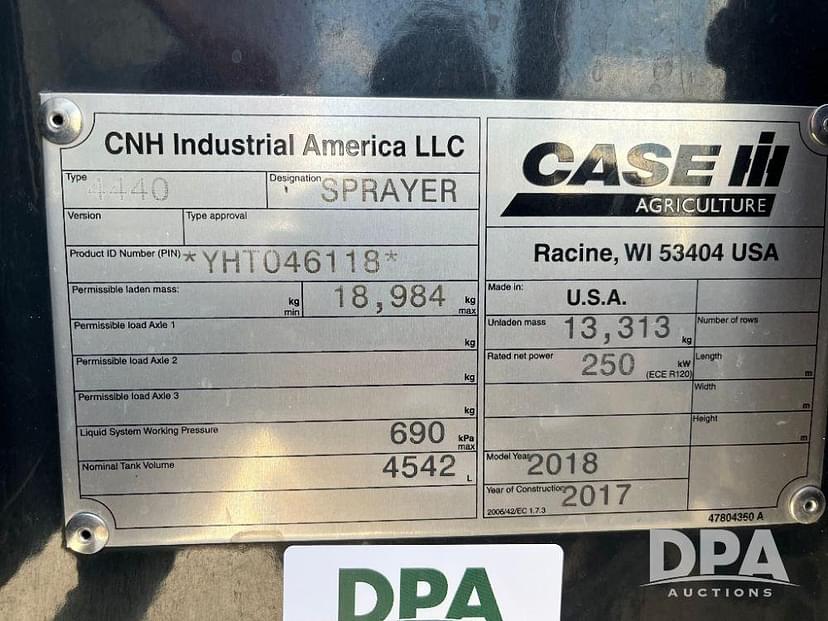 CNH Industrial America LLC
Type 4440
Designation SPRAYER
Version
Type approval
Product ID Number (PIN) *YHT046118*
Permissible laden mass: kg min 18,984 kg max
Permissible load Axle 1 kg
Permissible load Axle 2 kg
Permissible load Axle 3 kg
Liquid System Working Pressure 690 kPa max
Nominal Tank Volume 4542 L
CASE IH
AGRICULTURE
Racine, WI 53404 USA
Made in: U.S.A.
Unladen mass 13,313 kg
Number of rows
Rated net power 250 kW (ECE R120)
Length m
Width m
Height m
Model Year 2018
Year of Construction 2017
2006/42/EC 1.7.3
47804350 A
DPA
DPA
AUCTIONS